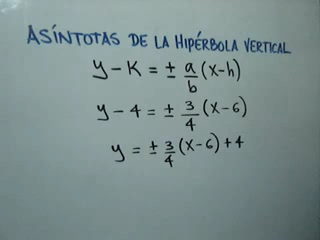 ASÍNTOTAS DE LA HIPÉRBOLA VERTICAL
y - K = ± a/b (x-h)
y - 4 = ± 3/4 (x-6)
y = ± 3/4 (x-6) + 4